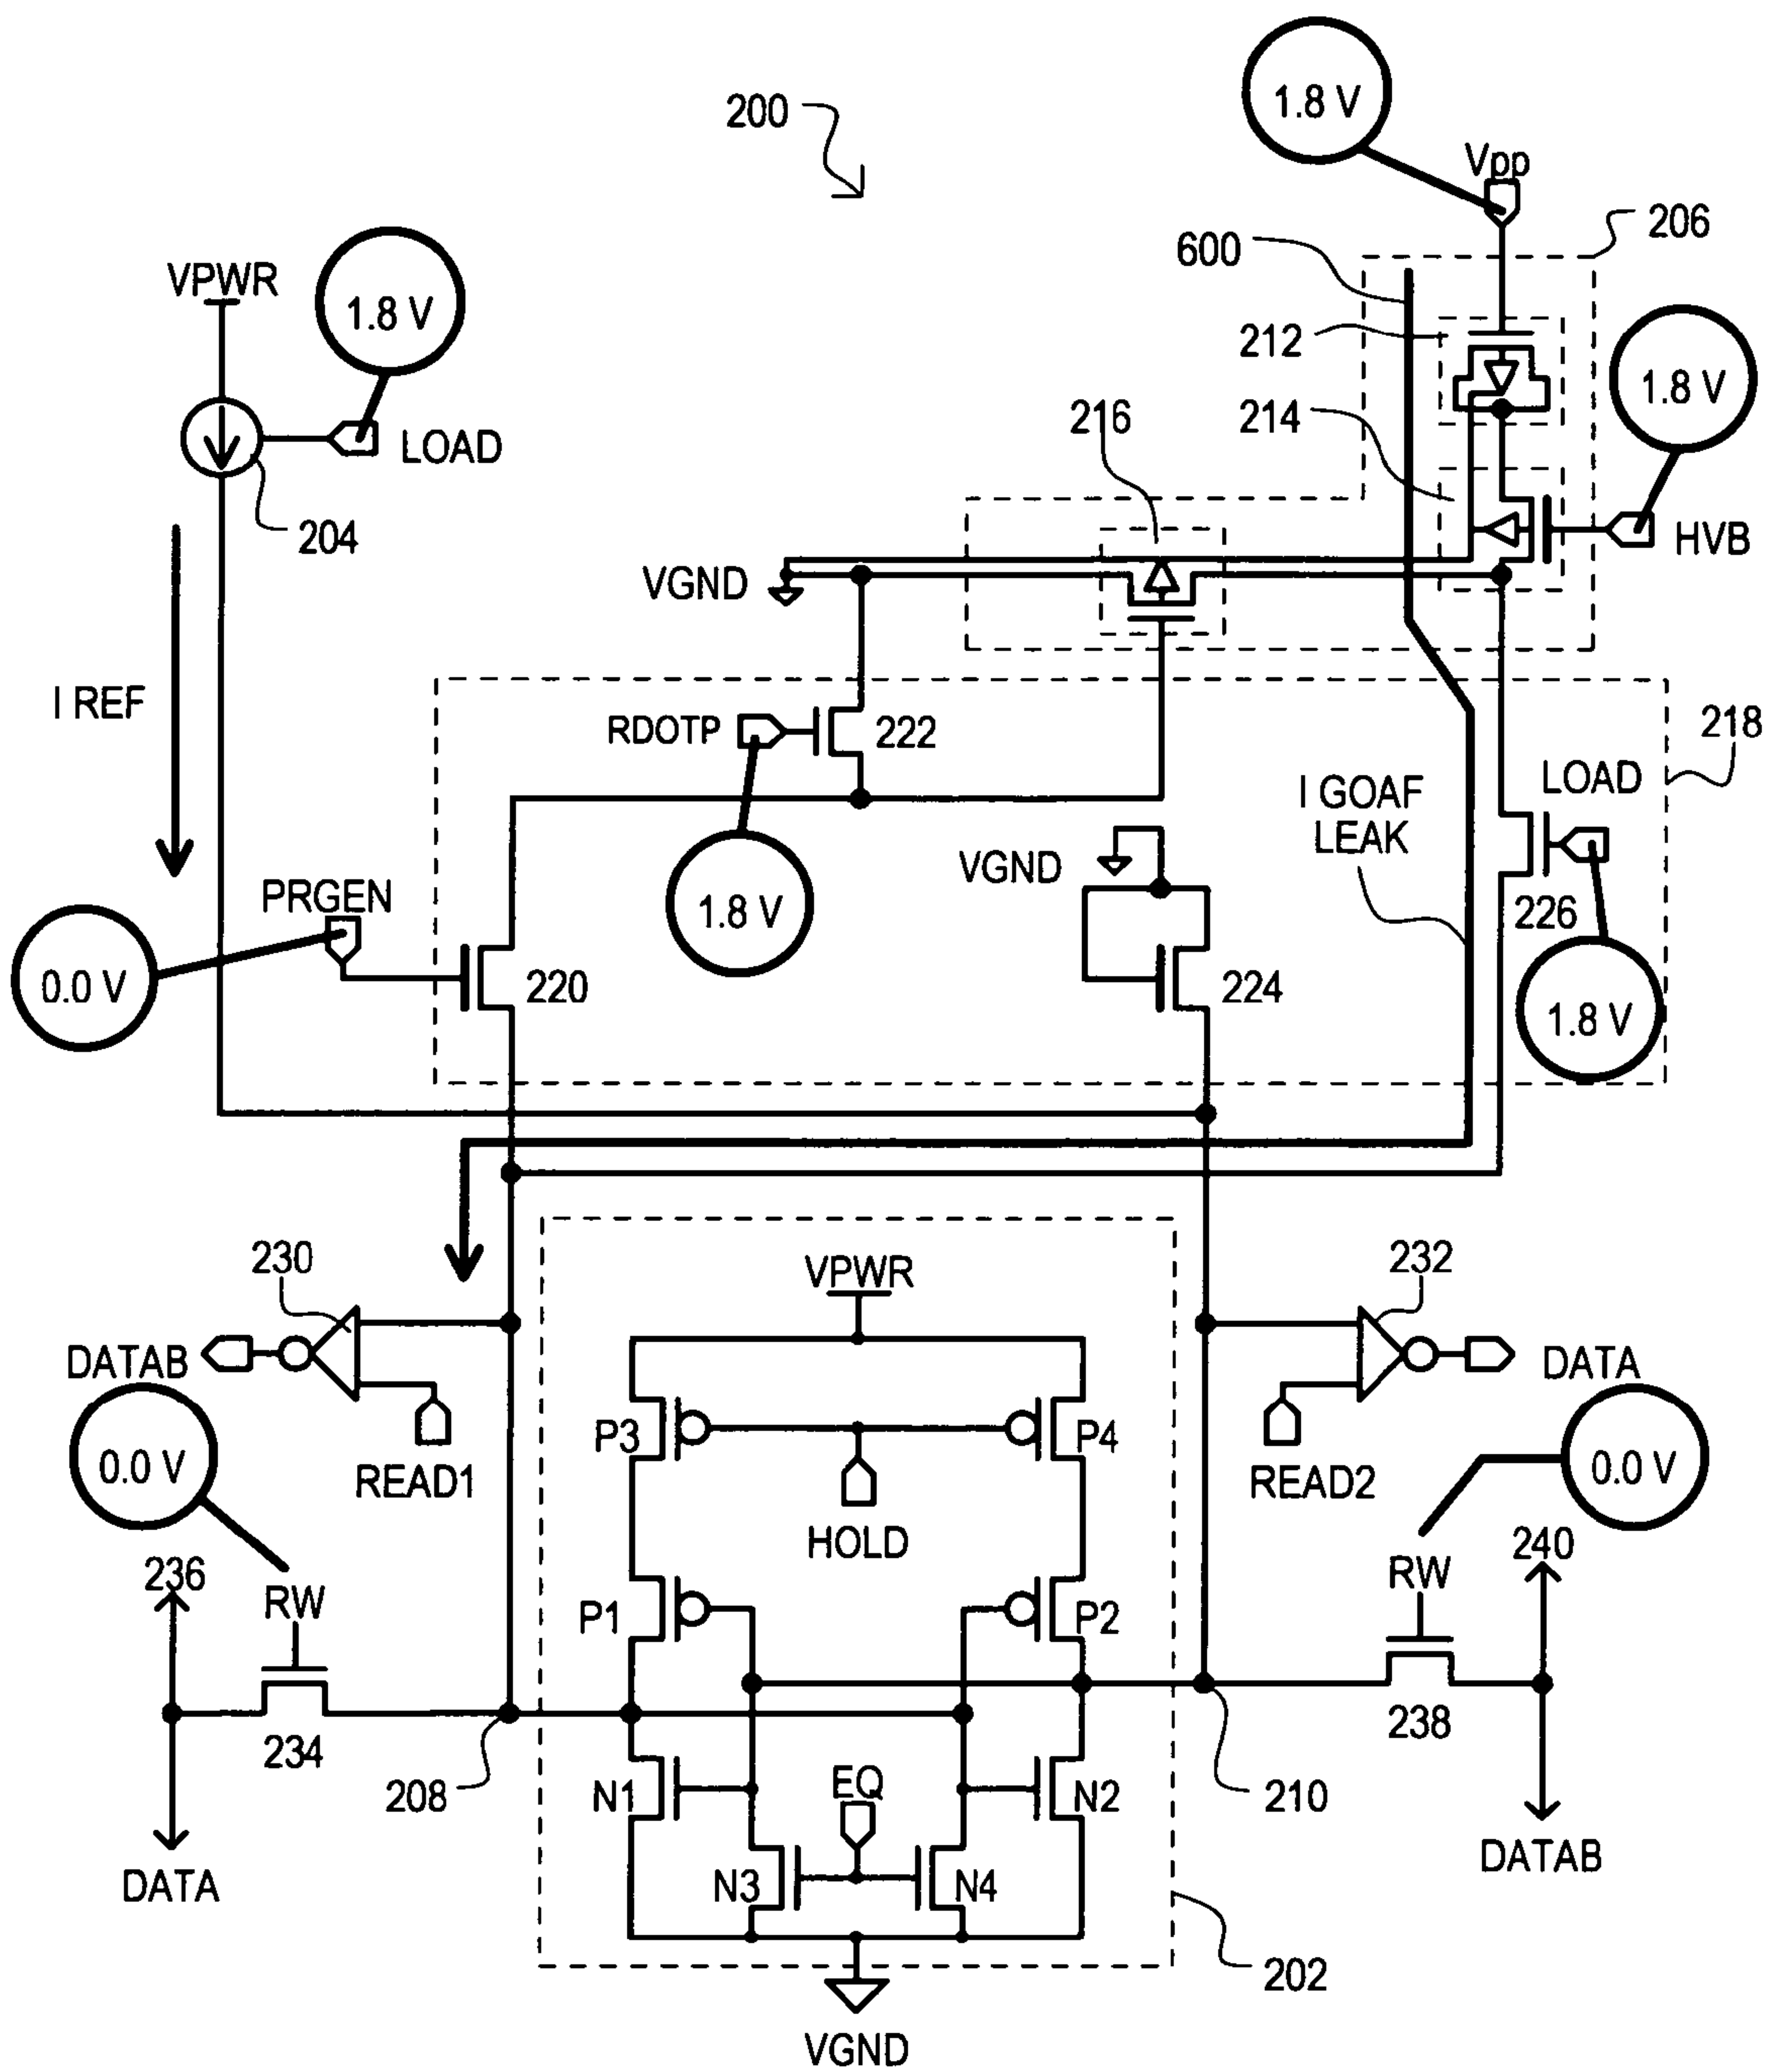 1.8 V
200
Vpp
206
600
VPWR
1.8 V
212
1.8 V
216
214
LOAD
204
HVB
VGND
I REF
RDOTP
222
218
LOAD
I GOAF
LEAK
VGND
PRGEN
1.8 V
226
0.0 V
220
224
1.8 V
230
VPWR
232
DATAB
DATA
P3
P4
0.0 V
READ1
READ2
0.0 V
HOLD
236
240
RW
RW
P1
P2
234
238
208
N1
EQ
N2
210
DATA
N3
N4
DATAB
202
VGND